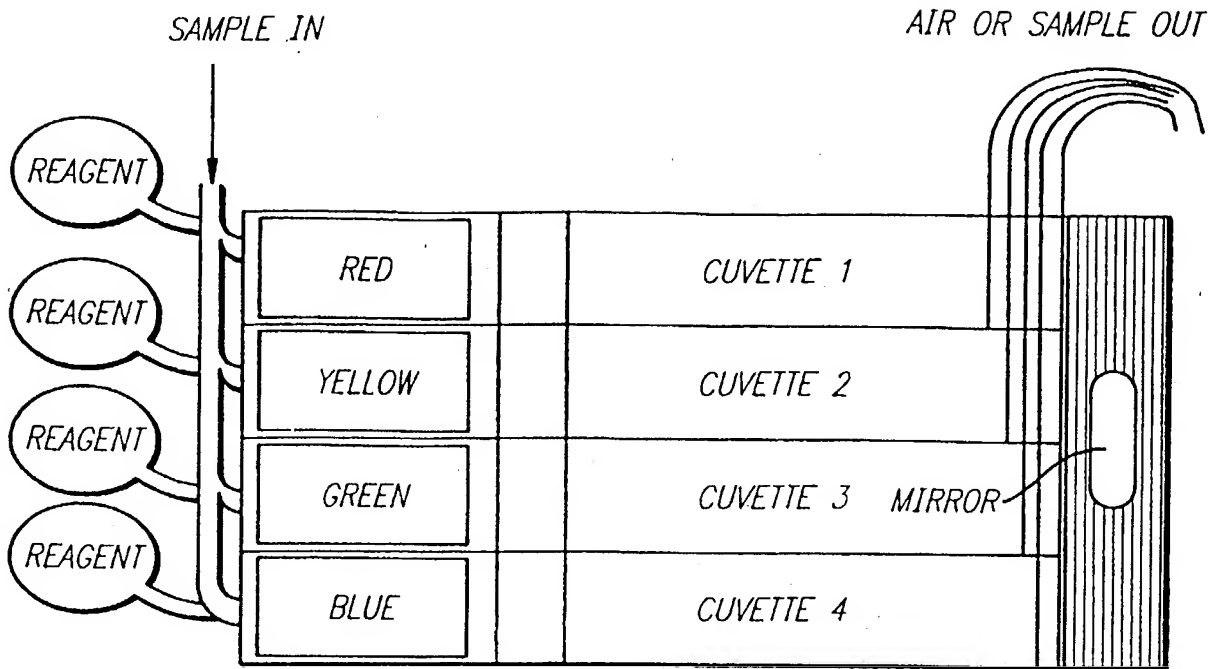 SAMPLE IN
AIR OR SAMPLE OUT
REAGENT
RED
CUVETTE 1
REAGENT
YELLOW
CUVETTE 2
REAGENT
GREEN
CUVETTE 3
MIRROR
REAGENT
BLUE
CUVETTE 4